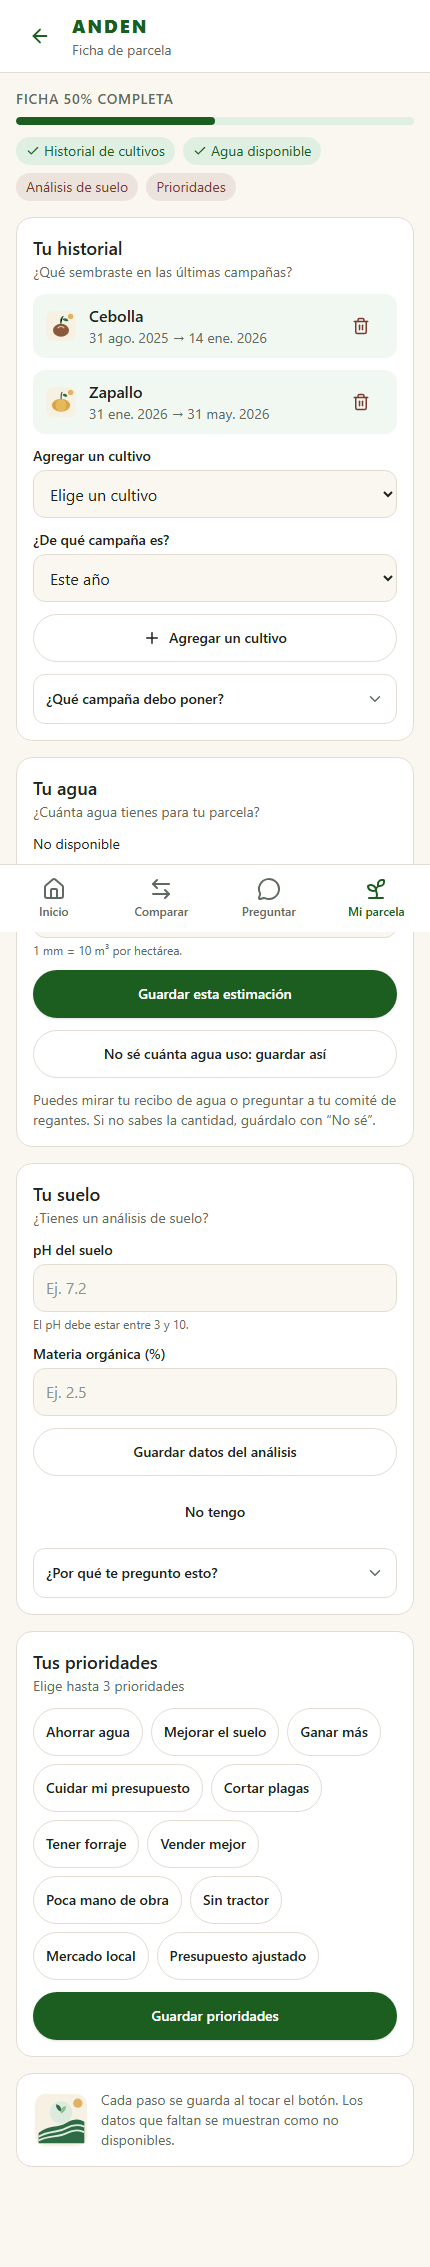 ANDEN
Ficha de parcela
FICHA 50% COMPLETA
Historial de cultivos
Agua disponible
Análisis de suelo
Prioridades
Tu historial
¿Qué sembraste en las últimas campañas?
Cebolla
31 ago. 2025 → 14 ene. 2026
Zapallo
31 ene. 2026 → 31 may. 2026
Agregar un cultivo
Elige un cultivo
¿De qué campaña es?
Este año
Agregar un cultivo
¿Qué campaña debo poner?
Tu agua
¿Cuánta agua tienes para tu parcela?
No disponible
Inicio
Comparar
Preguntar
Mi parcela
1 mm = 10 m³ por hectárea.
Guardar esta estimación
No sé cuánta agua uso: guardar así
Puedes mirar tu recibo de agua o preguntar a tu comité de
regantes. Si no sabes la cantidad, guárdalo con “No sé”.
Tu suelo
¿Tienes un análisis de suelo?
pH del suelo
Ej. 7.2
El pH debe estar entre 3 y 10.
Materia orgánica (%)
Ej. 2.5
Guardar datos del análisis
No tengo
¿Por qué te pregunto esto?
Tus prioridades
Elige hasta 3 prioridades
Ahorrar agua
Mejorar el suelo
Ganar más
Cuidar mi presupuesto
Cortar plagas
Tener forraje
Vender mejor
Poca mano de obra
Sin tractor
Mercado local
Presupuesto ajustado
Guardar prioridades
Cada paso se guarda al tocar el botón. Los
datos que faltan se muestran como no
disponibles.